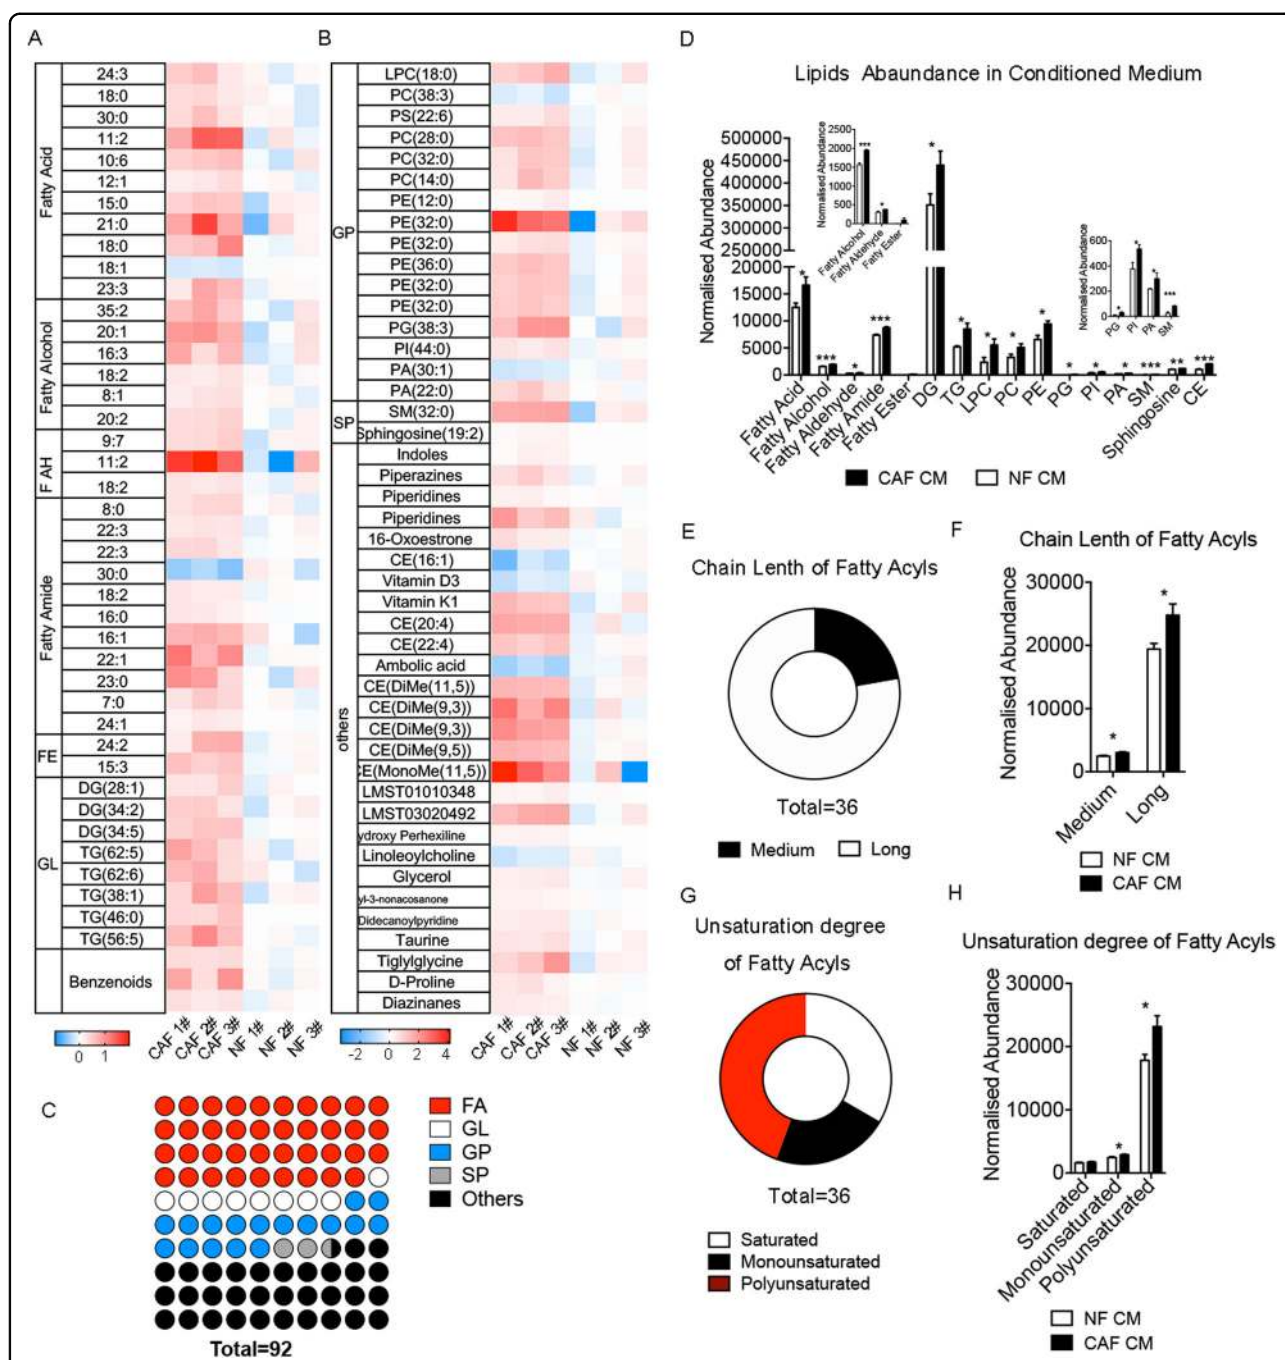 A
Fatty Acid
24:3
18:0
30:0
11:2
10:6
12:1
15:0
21:0
18:0
18:1
23:3
Fatty Alcohol
35:2
20:1
16:3
18:2
8:1
20:2
F AH
9:7
11:2
18:2
Fatty Amide
8:0
22:3
22:3
30:0
18:2
16:0
16:1
22:1
23:0
7:0
24:1
FE
24:2
15:3
GL
DG(28:1)
DG(34:2)
DG(34:5)
TG(62:5)
TG(62:6)
TG(38:1)
TG(46:0)
TG(56:5)
Benzenoids
0 1
CAF 1# CAF 2# CAF 3# NF 1# NF 2# NF 3#
B
GP
LPC(18:0)
PC(38:3)
PS(22:6)
PC(28:0)
PC(32:0)
PC(14:0)
PE(12:0)
PE(32:0)
PE(32:0)
PE(36:0)
PE(32:0)
PE(32:0)
PG(38:3)
PI(44:0)
PA(30:1)
PA(22:0)
SP
SM(32:0)
Sphingosine(19:2)
others
Indoles
Piperazines
Piperidines
Piperidines
16-Oxoestrone
CE(16:1)
Vitamin D3
Vitamin K1
CE(20:4)
CE(22:4)
Ambolic acid
CE(DiMe(11,5))
CE(DiMe(9,3))
CE(DiMe(9,3))
CE(DiMe(9,5))
CE(MonoMe(11,5))
LMST01010348
LMST03020492
ydroxy Perhexiline
Linoleoylcholine
Glycerol
yl-3-nonacosanone
Didecanoylpyridine
Taurine
Tiglylglycine
D-Proline
Diazinanes
-2 0 2 4
CAF 1# CAF 2# CAF 3# NF 1# NF 2# NF 3#
C
FA
GL
GP
SP
Others
Total=92
D
Lipids Abaundance in Conditioned Medium
Normalised Abundance
500000
450000
400000
350000
300000
250000
20000
15000
10000
5000
0
* *** * *** * * * * * * * * *** ** ***
Fatty Acid Fatty Alcohol Fatty Aldehyde Fatty Amide Fatty Ester DG TG LPC PC PE PG PI PA SM Sphingosine CE
Normalised Abundance
2500
2000
1500
1000
500
0
*** *
Fatty Alcohol Fatty Aldehyde Fatty Ester
Normalised Abundance
600
400
200
0
* * * ***
PG PI PA SM
CAF CM NF CM
E
Chain Lenth of Fatty Acyls
Total=36
Medium Long
F
Chain Lenth of Fatty Acyls
Normalised Abundance
30000
20000
10000
0
* *
Medium Long
NF CM
CAF CM
G
Unsaturation degree
of Fatty Acyls
Total=36
Saturated
Monounsaturated
Polyunsaturated
H
Unsaturation degree of Fatty Acyls
Normalised Abundance
30000
20000
10000
0
* *
Saturated Monounsaturated Polyunsaturated
NF CM
CAF CM